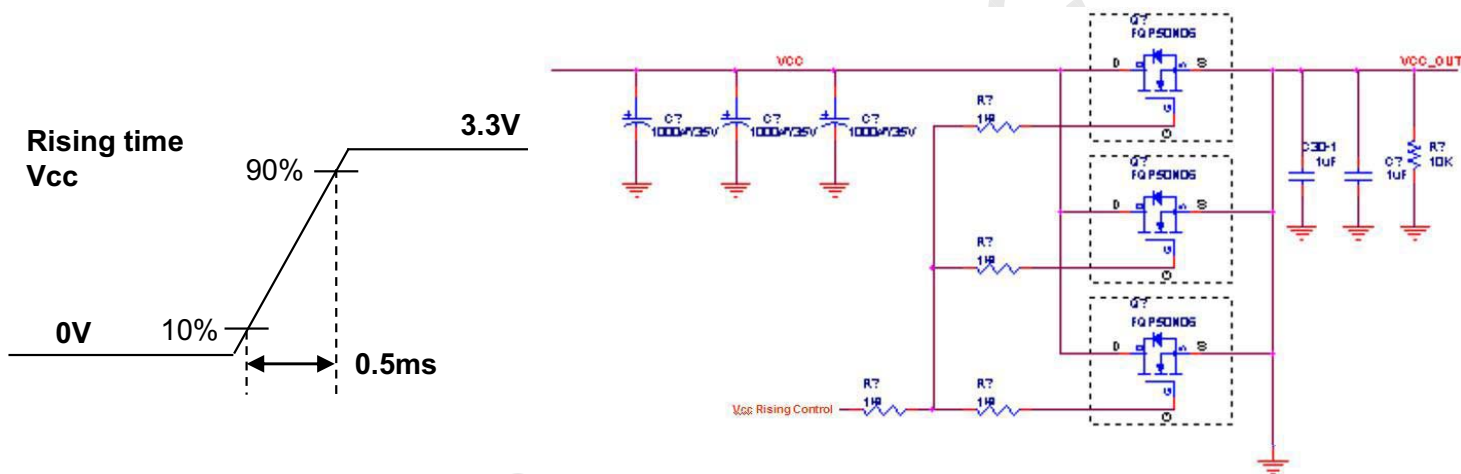 Rising time
Vcc
3.3V
90%
0V
10%
0.5ms
VCC
VCC_OUT
C?
1000uF/35V
C?
1000uF/35V
C?
1000uF/35V
Q?
FQP50N06
D
S
G
R?
Q?
FQP50N06
D
S
G
R?
Q?
FQP50N06
D
S
G
R?
R?
Vcc Rising Control
1uF
C?
1uF
R?
10K